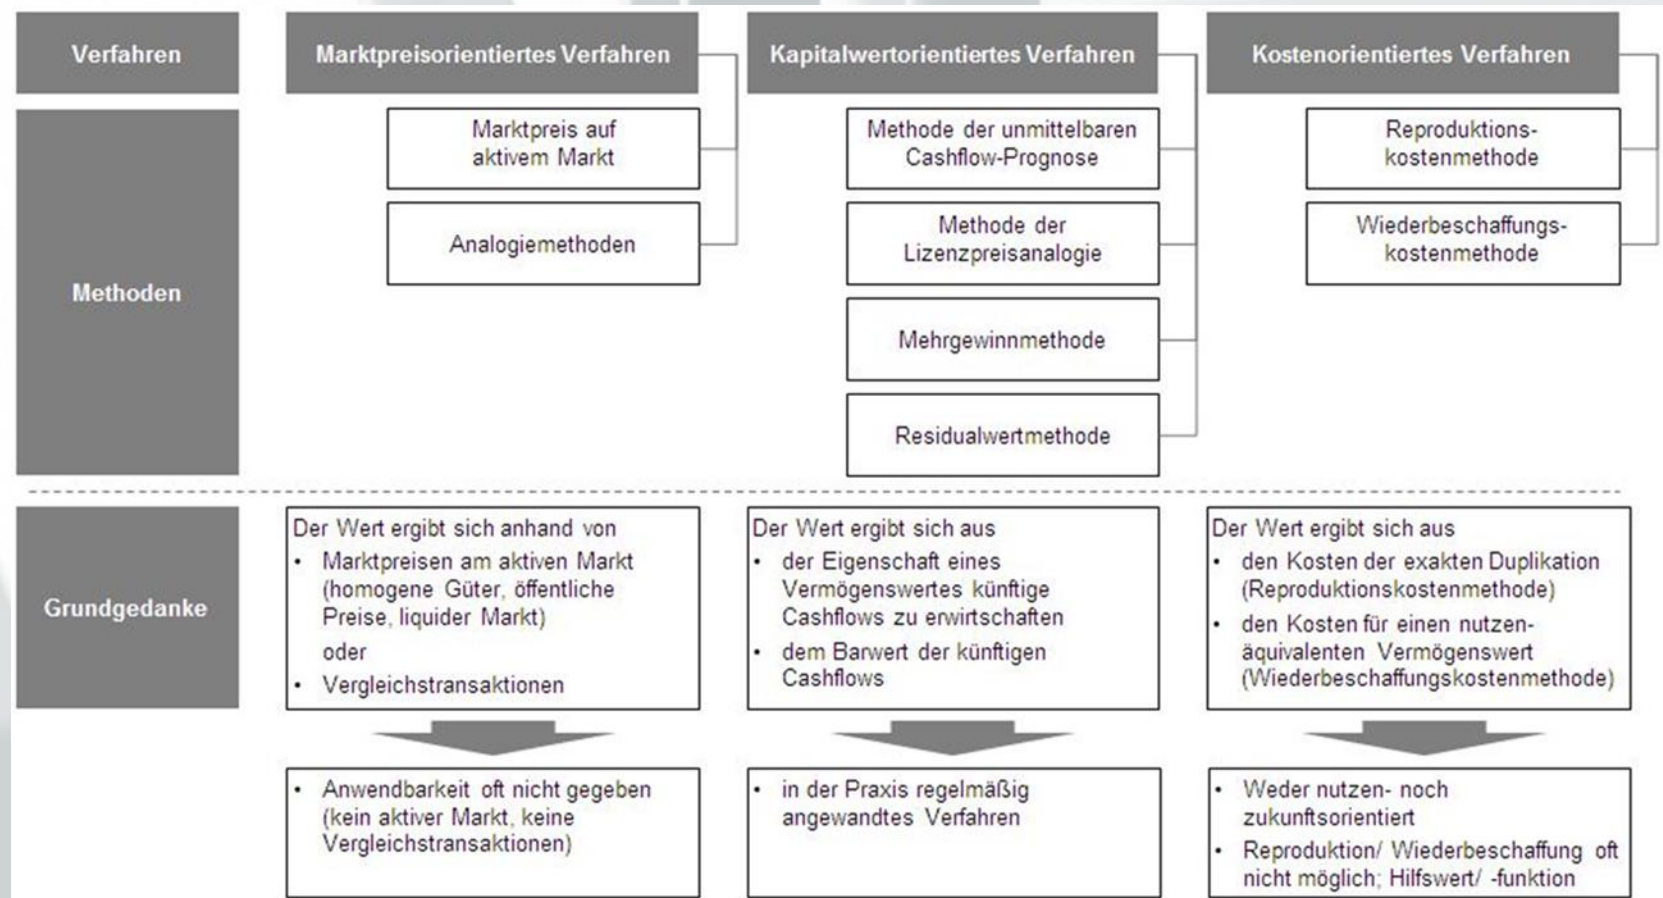 Verfahren
Marktpreisorientiertes Verfahren
Kapitalwertorientiertes Verfahren
Kostenorientiertes Verfahren
Methoden
Marktpreis auf
aktivem Markt
Analogiemethoden
Methode der unmittelbaren
Cashflow-Prognose
Methode der
Lizenzpreisanalogie
Mehrgewinnmethode
Residualwertmethode
Reproduktions-
kostenmethode
Wiederbeschaffungs-
kostenmethode
Grundgedanke
Der Wert ergibt sich anhand von
• Marktpreisen am aktiven Markt
(homogene Güter, öffentliche
Preise, liquider Markt)
oder
• Vergleichstransaktionen
Der Wert ergibt sich aus
• der Eigenschaft eines
Vermögenswertes künftige
Cashflows zu erwirtschaften
• dem Barwert der künftigen
Cashflows
Der Wert ergibt sich aus
• den Kosten der exakten Duplikation
(Reproduktionskostenmethode)
• den Kosten für einen nutzen-
äquivalenten Vermögenswert
(Wiederbeschaffungskostenmethode)
• Anwendbarkeit oft nicht gegeben
(kein aktiver Markt, keine
Vergleichstransaktionen)
• in der Praxis regelmäßig
angewandtes Verfahren
• Weder nutzen- noch
zukunftsorientiert
• Reproduktion/ Wiederbeschaffung oft
nicht möglich; Hilfswert/ -funktion